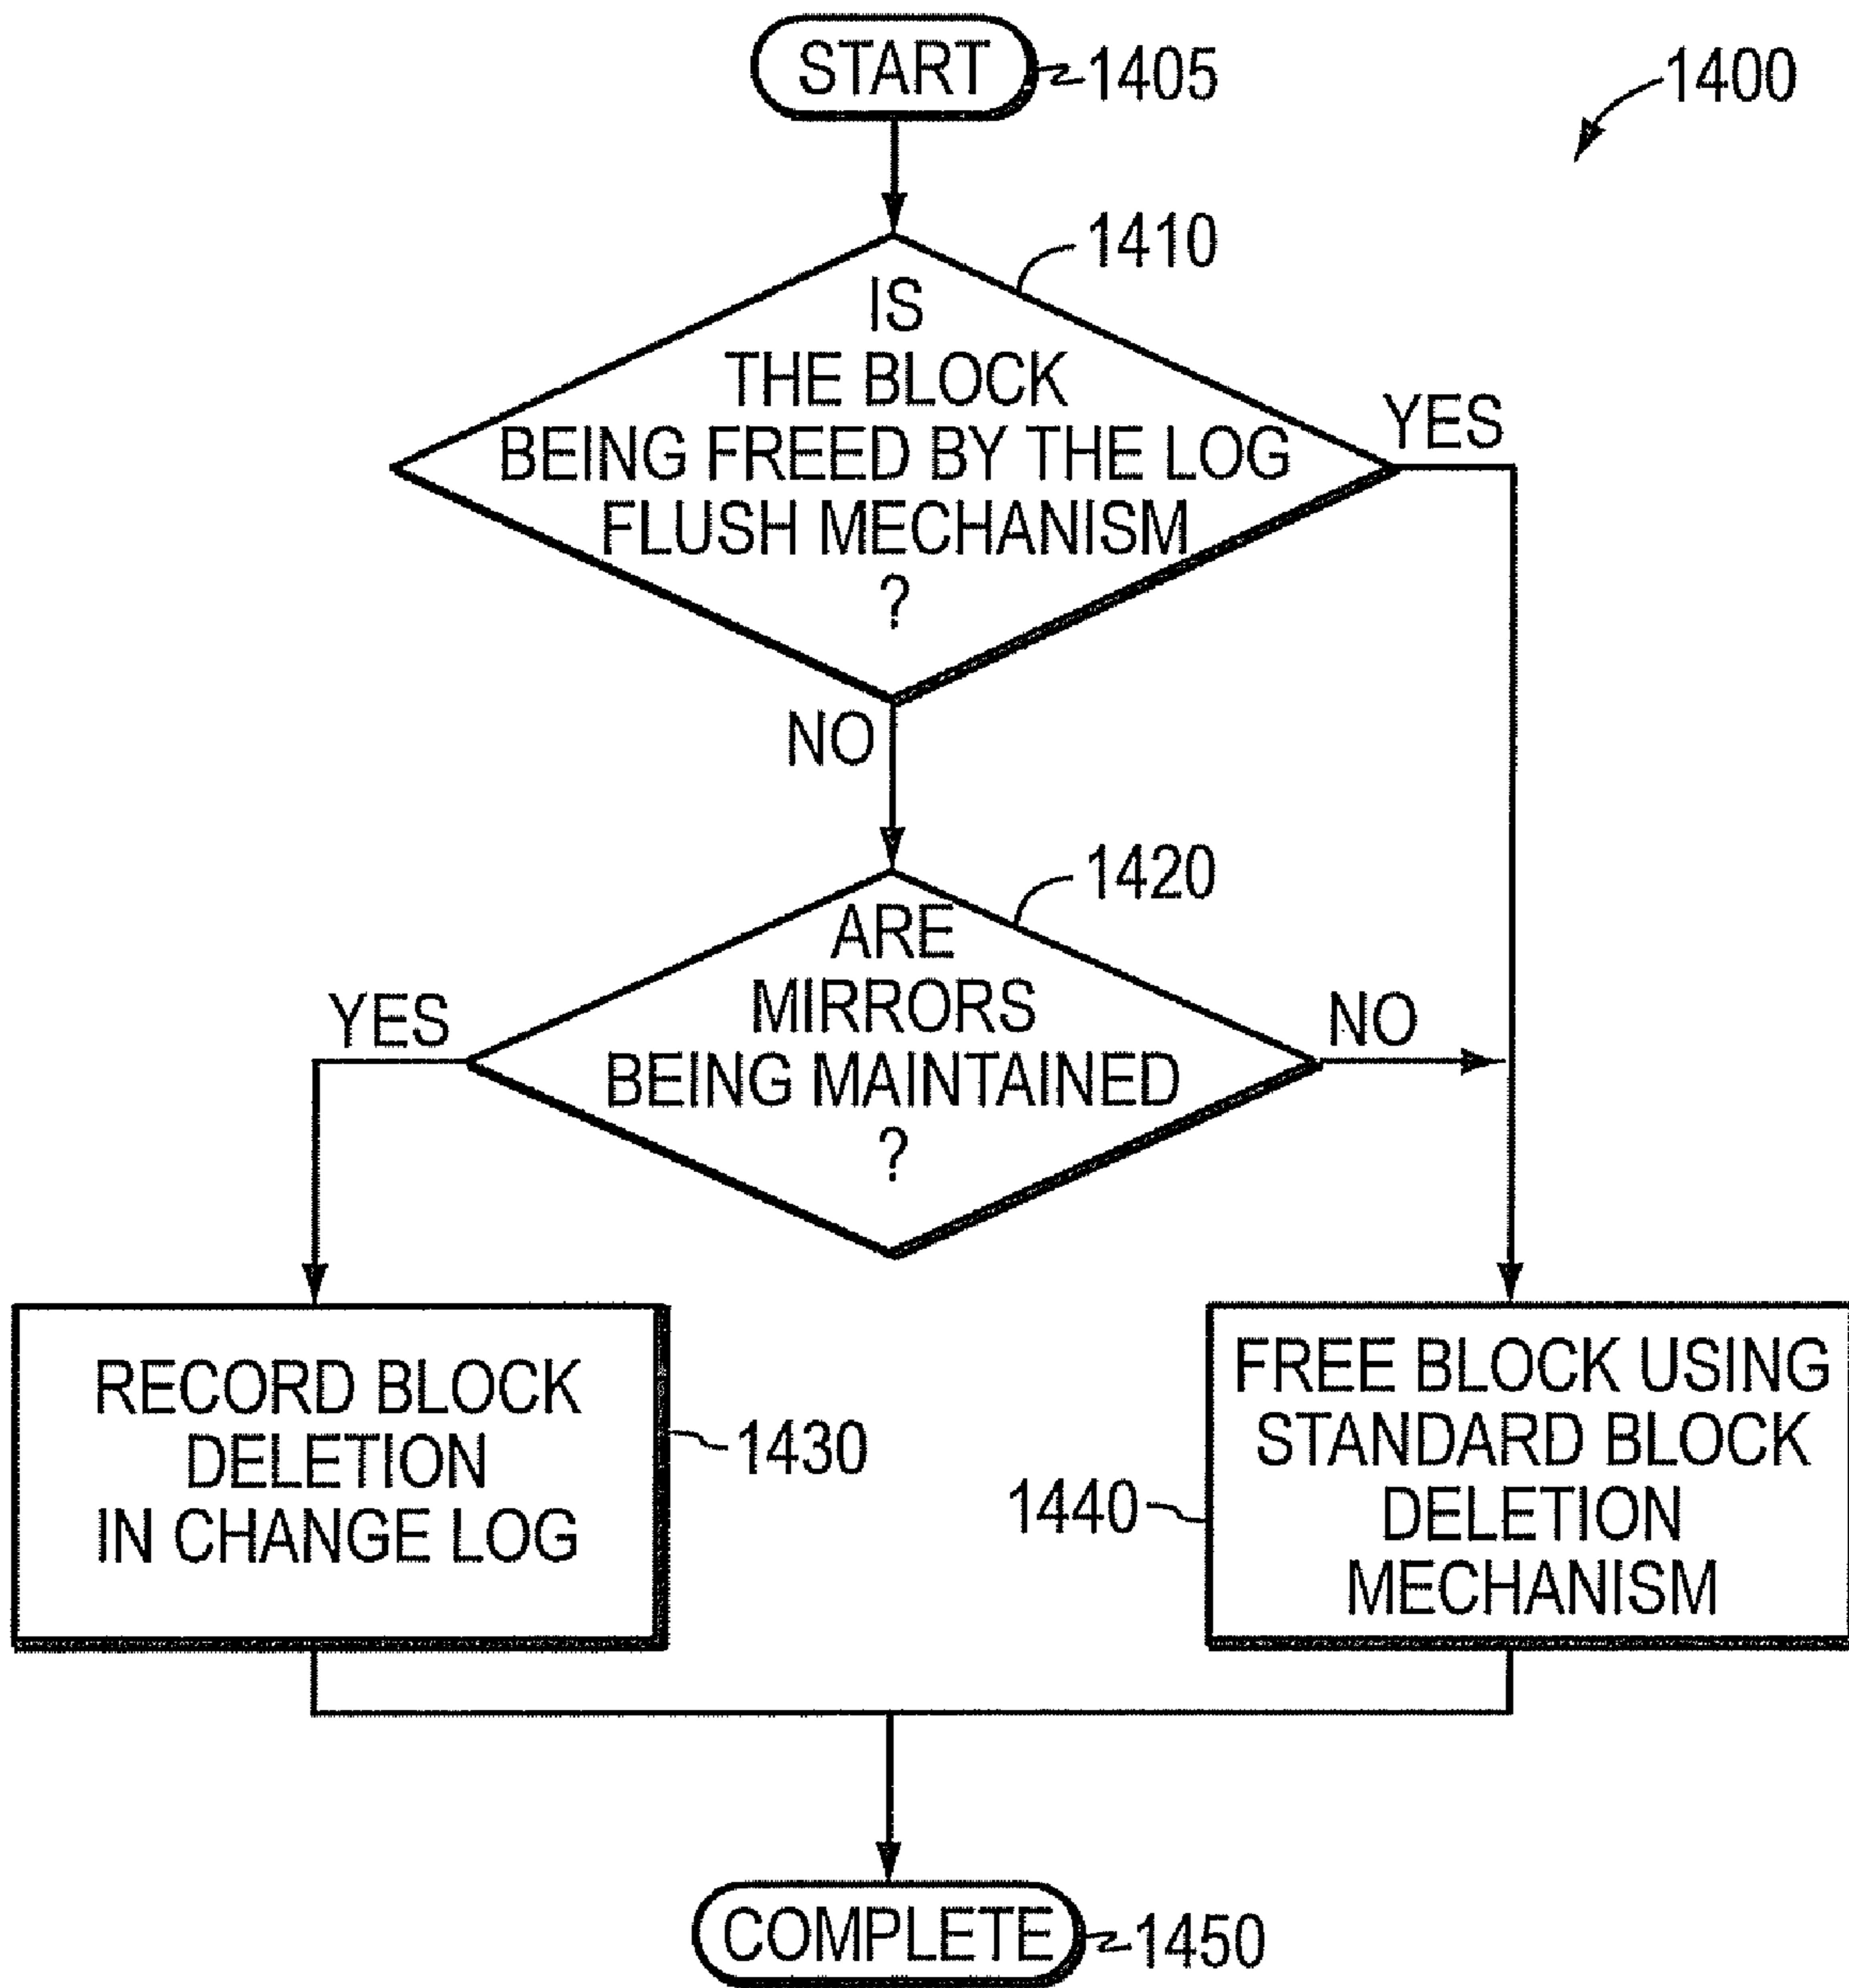 START
1405
1400
1410
IS
THE BLOCK
BEING FREED BY THE LOG
FLUSH MECHANISM
?
YES
NO
1420
ARE
MIRRORS
BEING MAINTAINED
?
YES
NO
RECORD BLOCK
DELETION
IN CHANGE LOG
1430
FREE BLOCK USING
STANDARD BLOCK
DELETION
MECHANISM
1440
COMPLETE
1450